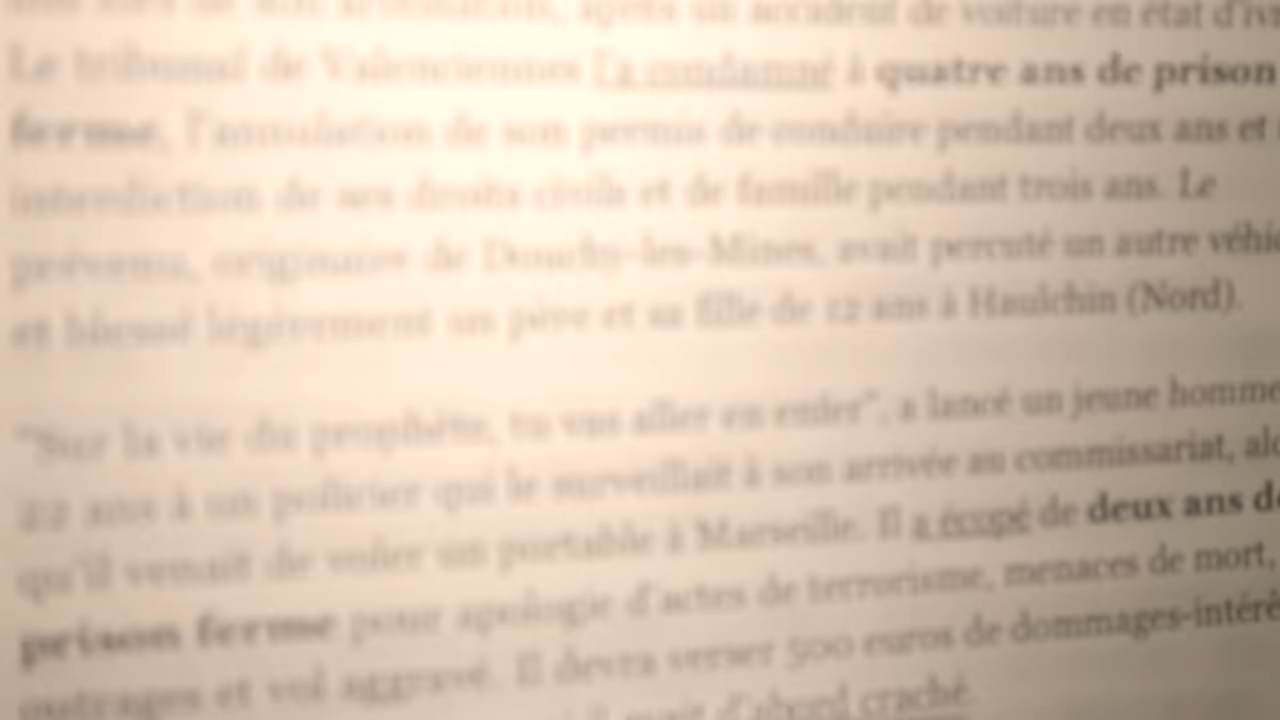 après un accident de voiture en état
Le tribunal de Valenciennes l'a condamné à quatre ans de prison
ferme, l'annulation de son permis de conduire pendant deux ans et
interdiction de ses droits civils et de famille pendant trois ans. Le
prévenu, originaire de Douchy-les-Mines, avait percuté un autre
et blessé légèrement un père et sa fille de 12 ans à Haulchin (Nord).
"Sur la vie du prophète, tu vas aller en enfer", a lancé un jeune homme
22 ans à un policier qui le surveillait à son arrivée au commissariat,
qu'il venait de voler un portable à Marseille. Il a écopé de deux ans
prison ferme pour apologie d'actes de terrorisme, menaces de mort,
outrages et vol aggravé. Il devra verser 500 euros de
avait d'abord craché.